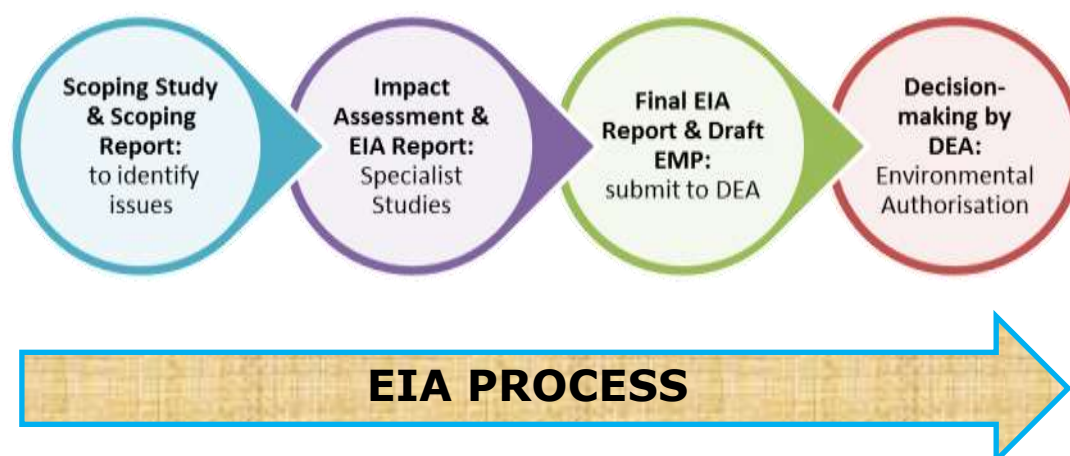 Scoping Study
& Scoping
Report:
to identify
issues
Impact
Assessment &
EIA Report:
Specialist
Studies
Final EIA
Report & Draft
EMP:
submit to DEA
Decision-
making by
DEA:
Environmental
Authorisation
EIA PROCESS